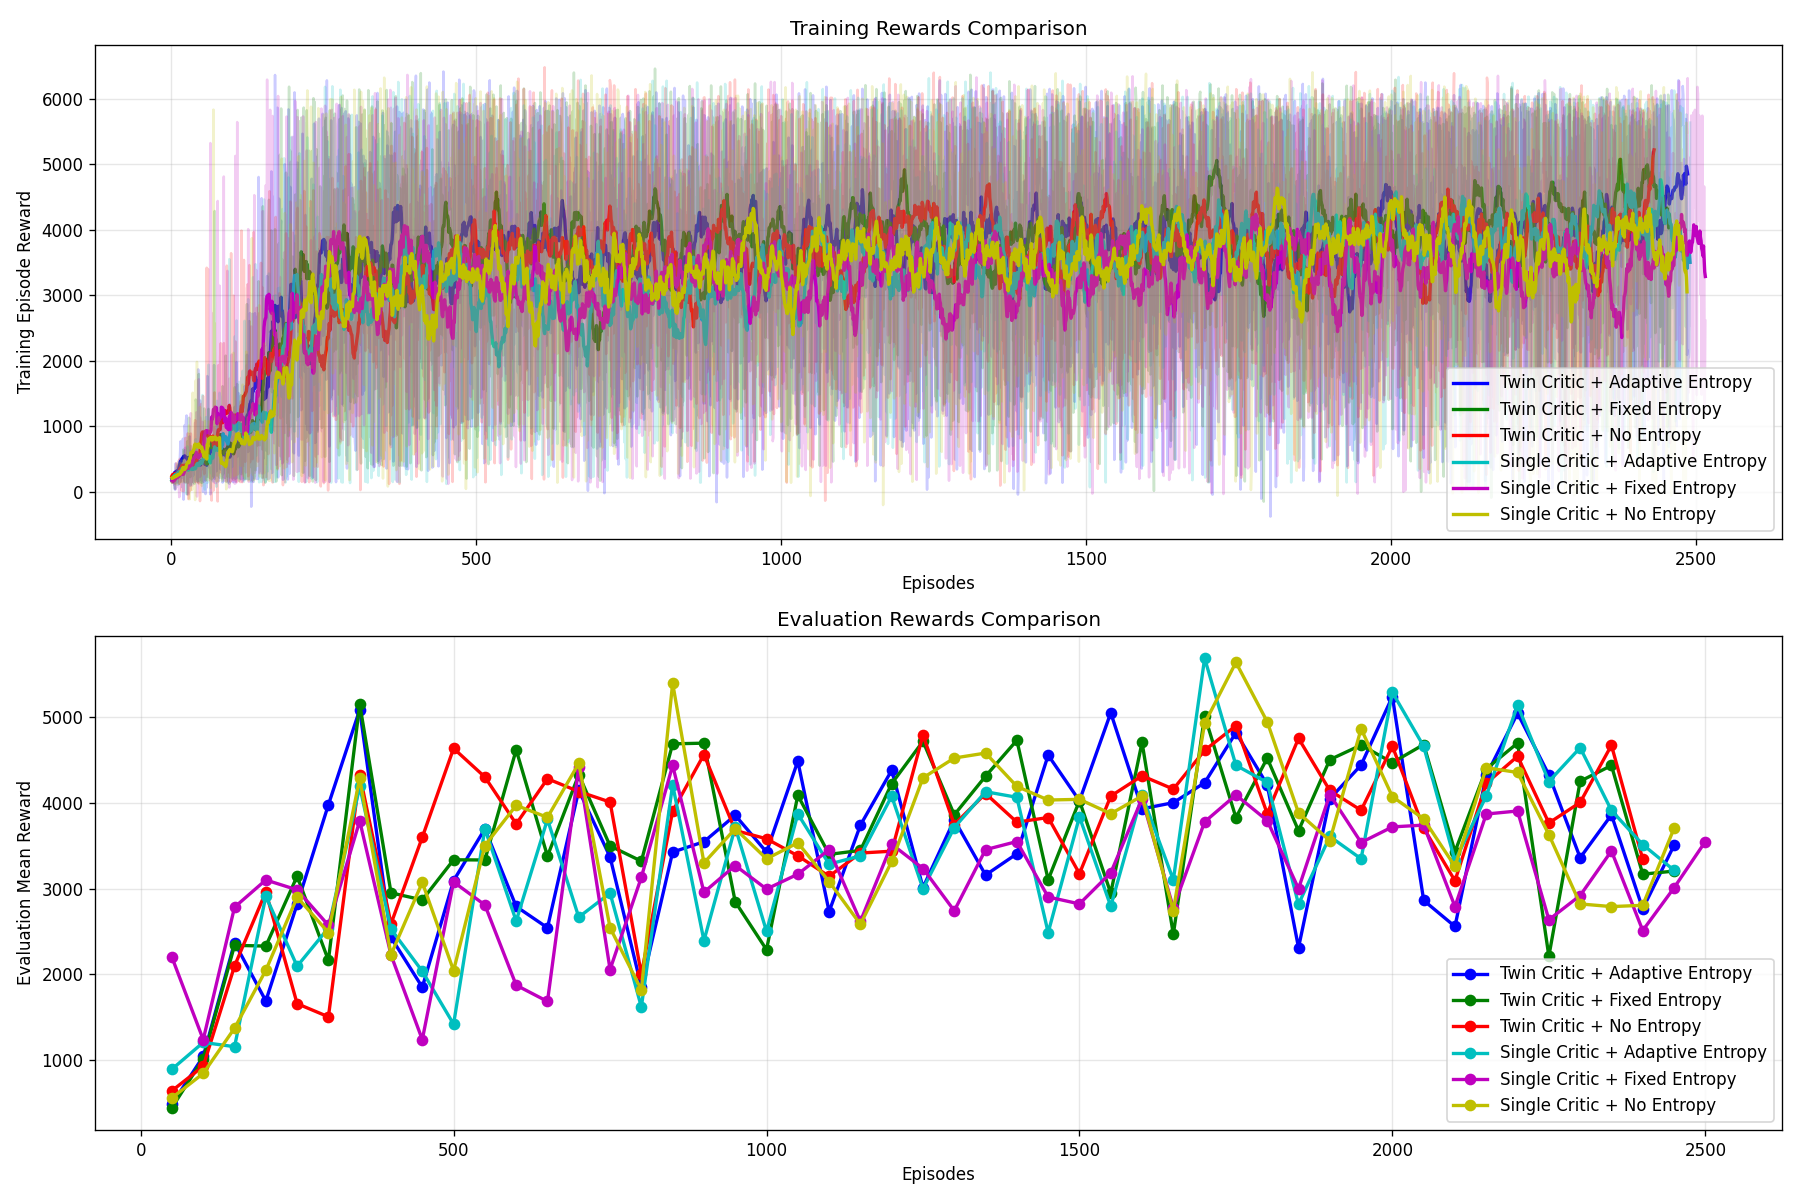 Training Rewards Comparison
Training Episode Reward
6000
5000
4000
3000
2000
1000
0
0 500 1000 1500 2000 2500
Episodes
Twin Critic + Adaptive Entropy
Twin Critic + Fixed Entropy
Twin Critic + No Entropy
Single Critic + Adaptive Entropy
Single Critic + Fixed Entropy
Single Critic + No Entropy
Evaluation Rewards Comparison
Evaluation Mean Reward
5000
4000
3000
2000
1000
0 500 1000 1500 2000 2500
Episodes
Twin Critic + Adaptive Entropy
Twin Critic + Fixed Entropy
Twin Critic + No Entropy
Single Critic + Adaptive Entropy
Single Critic + Fixed Entropy
Single Critic + No Entropy